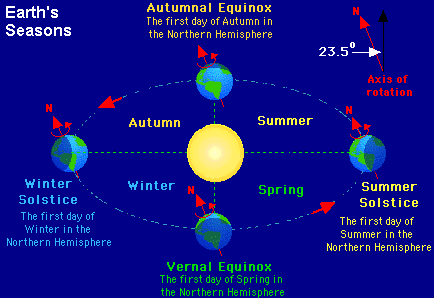 Earth's
Seasons
Autumnal Equinox
The first day of Autumn in
the Northern Hemisphere
N
23.5°
Axis of
rotation
N
Autumn
Summer
N
N
Winter
Solstice
The first day of
Winter in the
Northern Hemisphere
Winter
Spring
Summer
Solstice
The first day of
Summer in the
Northern Hemisphere
N
Vernal Equinox
The first day of Spring in
the Northern Hemisphere